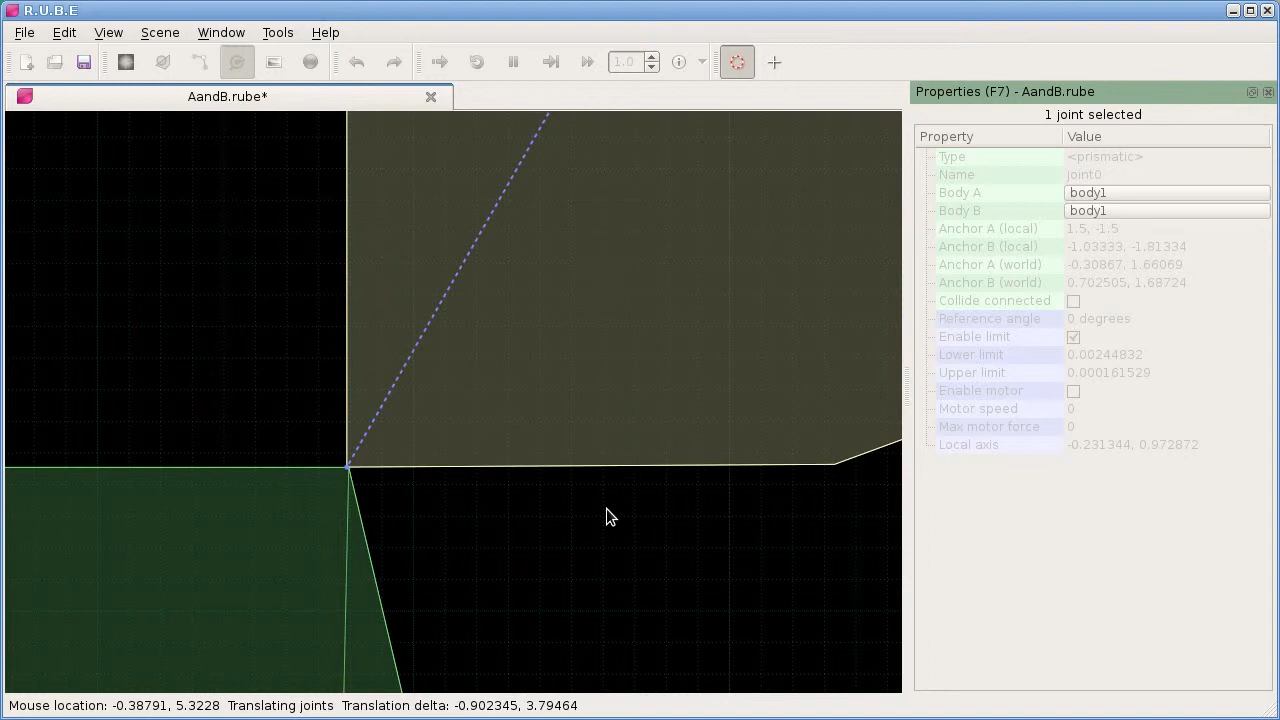 R.U.B.E
File Edit View Scene Window Tools Help
1.0
AandB.rube*
Properties (F7) - AandB.rube
1 joint selected
Property Value
Type <prismatic>
Name joint0
Body A body1
Body B body1
Anchor A (local) 1.5, -1.5
Anchor B (local) -1.03333, -1.81334
Anchor A (world) -0.30867, 1.66069
Anchor B (world) 0.702505, 1.68724
Collide connected
Reference angle 0 degrees
Enable limit
Lower limit 0.00244832
Upper limit 0.000161529
Enable motor
Motor speed 0
Max motor force 0
Local axis -0.231344, 0.972872
Mouse location: -0.38791, 5.3228 Translating joints Translation delta: -0.902345, 3.79464